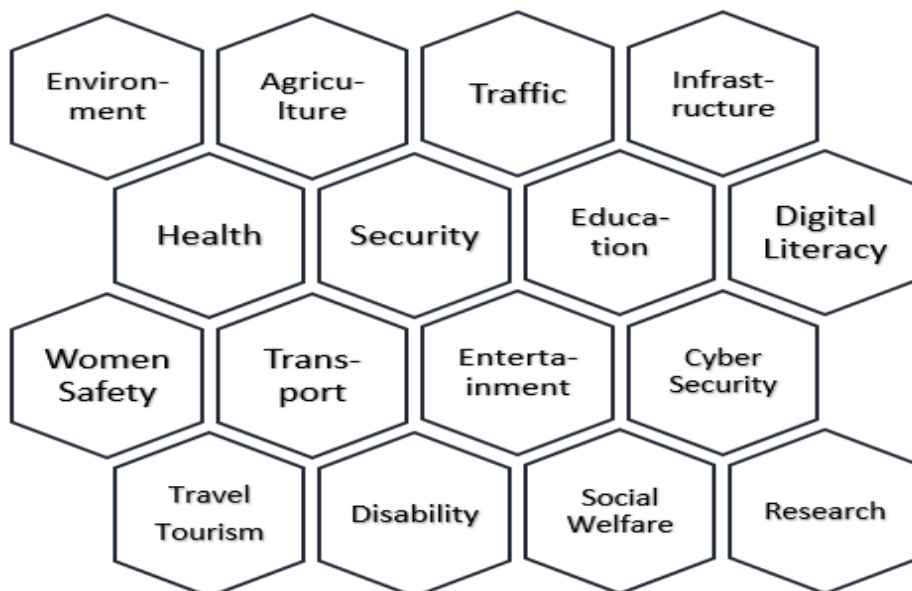 Environ-
ment
Agricu-
lture
Traffic
Infrast-
ructure
Health
Security
Educa-
tion
Digital
Literacy
Women
Safety
Trans-
port
Enterta-
inment
Cyber
Security
Travel
Tourism
Disability
Social
Welfare
Research